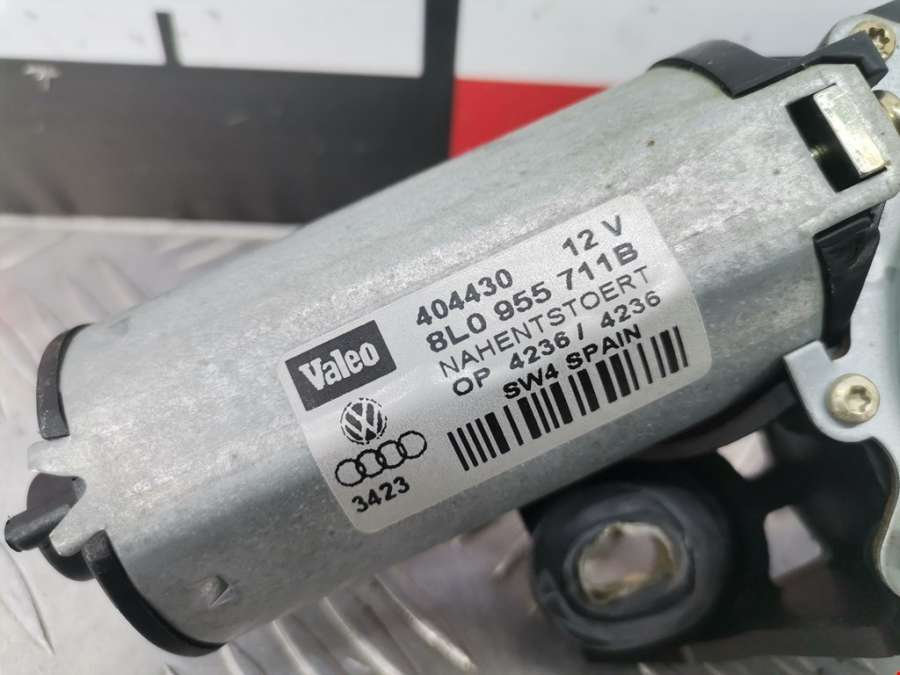 404430 12 V
8L0 955 711B
NAHENTSTOERT
OP 4236 / 4236
SW4 SPAIN
Valeo
3423